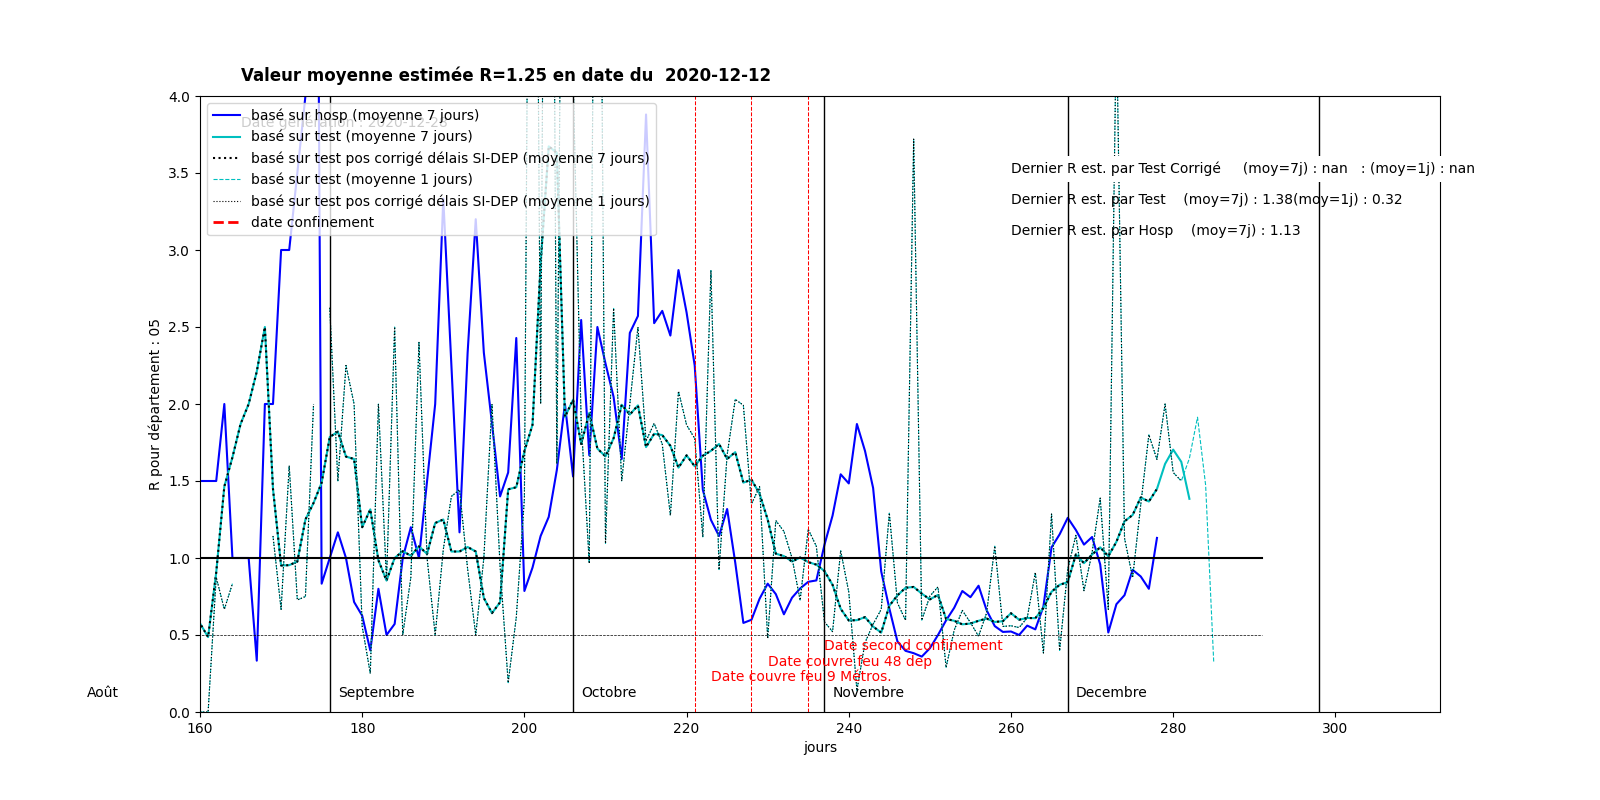 Valeur moyenne estimée R=1.25 en date du  2020-12-12
basé sur hosp (moyenne 7 jours)
basé sur test (moyenne 7 jours)
basé sur test pos corrigé délais SI-DEP (moyenne 7 jours)
basé sur test (moyenne 1 jours)
basé sur test pos corrigé délais SI-DEP (moyenne 1 jours)
date confinement
Dernier R est. par Test Corrigé (moy=7j) : nan : (moy=1j) : nan
Dernier R est. par Test (moy=7j) : 1.38(moy=1j) : 0.32
Dernier R est. par Hosp (moy=7j) : 1.13
R pour département : 05
4.0
3.5
3.0
2.5
2.0
1.5
1.0
0.5
0.0
Date second confinement
Date couvre feu 48 dep
Date couvre feu 9 Métros.
Août Septembre Octobre Novembre Decembre
160 180 200 220 240 260 280 300
jours